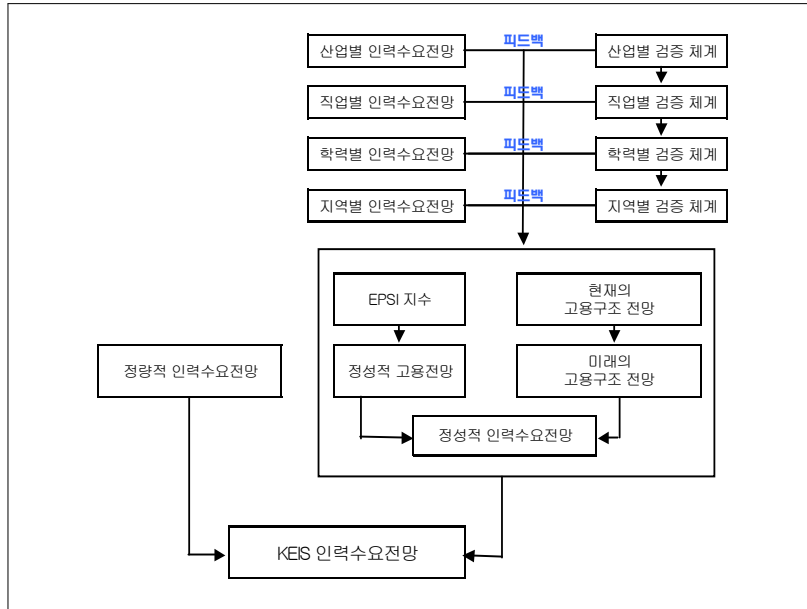 산업별 인력수요전망
피드백
산업별 검증 체계
직업별 인력수요전망
피드백
직업별 검증 체계
학력별 인력수요전망
피드백
학력별 검증 체계
지역별 인력수요전망
피드백
지역별 검증 체계
EPSI 지수
현재의
고용구조 전망
정량적 인력수요전망
정성적 고용전망
미래의
고용구조 전망
정성적 인력수요전망
KEIS 인력수요전망